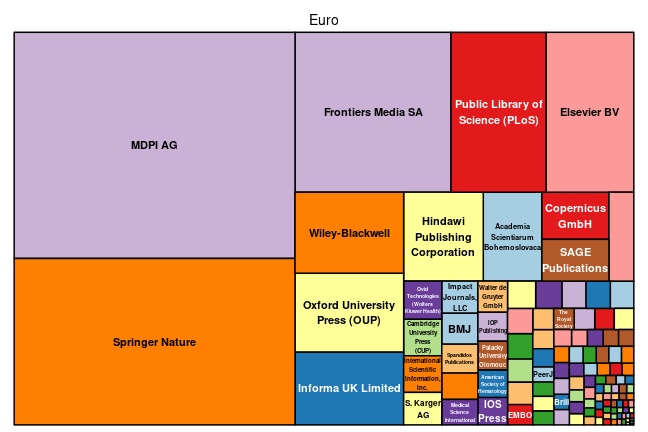 Euro
MDPI AG
Springer Nature
Frontiers Media SA
Public Library of
Science (PLoS)
Elsevier BV
Wiley-Blackwell
Oxford University
Press (OUP)
Informa UK Limited
Hindawi
Publishing
Corporation
Academia
Scientiarum
Bohemoslovaca
Copernicus
GmbH
SAGE
Publications
Ovid
Technologies
(Wolters
Kluwer Health)
Cambridge
University
Press
(CUP)
International
Scientific
Information,
Inc.
S. Karger
AG
Impact
Journals,
LLC
BMJ
Spandidos
Publications
Medical
Science
International
Walter de
Gruyter
GmbH
IOP
Publishing
Palacky
University
Olomouc
American
Society of
Hematology
IOS
Press
EMBO
The
Royal
Society
PeerJ
Brill